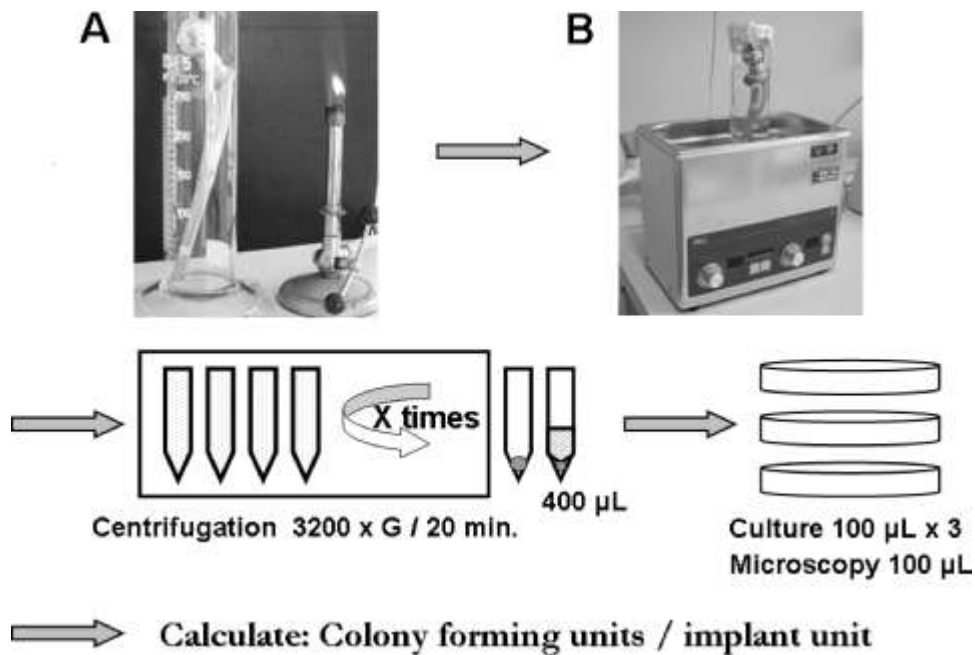 A
B
X times
400 µL
Centrifugation 3200 x G / 20 min.
Culture 100 µL x 3
Microscopy 100 µL
Calculate: Colony forming units / implant unit